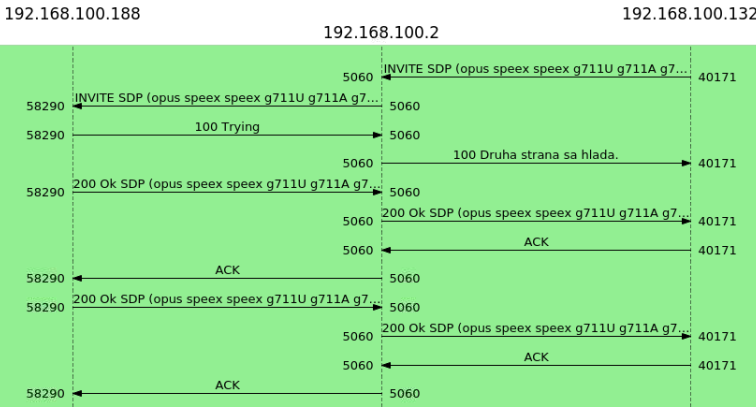 192.168.100.188
192.168.100.132
192.168.100.2
5060 INVITE SDP (opus speex speex g711U g711A g7... 40171
58290 INVITE SDP (opus speex speex g711U g711A g7... 5060
58290 100 Trying 5060
5060 100 Druha strana sa hlada. 40171
58290 200 Ok SDP (opus speex speex g711U g711A g7... 5060
5060 200 Ok SDP (opus speex speex g711U g711A g7... 40171
5060 ACK 40171
58290 ACK 5060
58290 200 Ok SDP (opus speex speex g711U g711A g7... 5060
5060 200 Ok SDP (opus speex speex g711U g711A g7... 40171
5060 ACK 40171
58290 ACK 5060